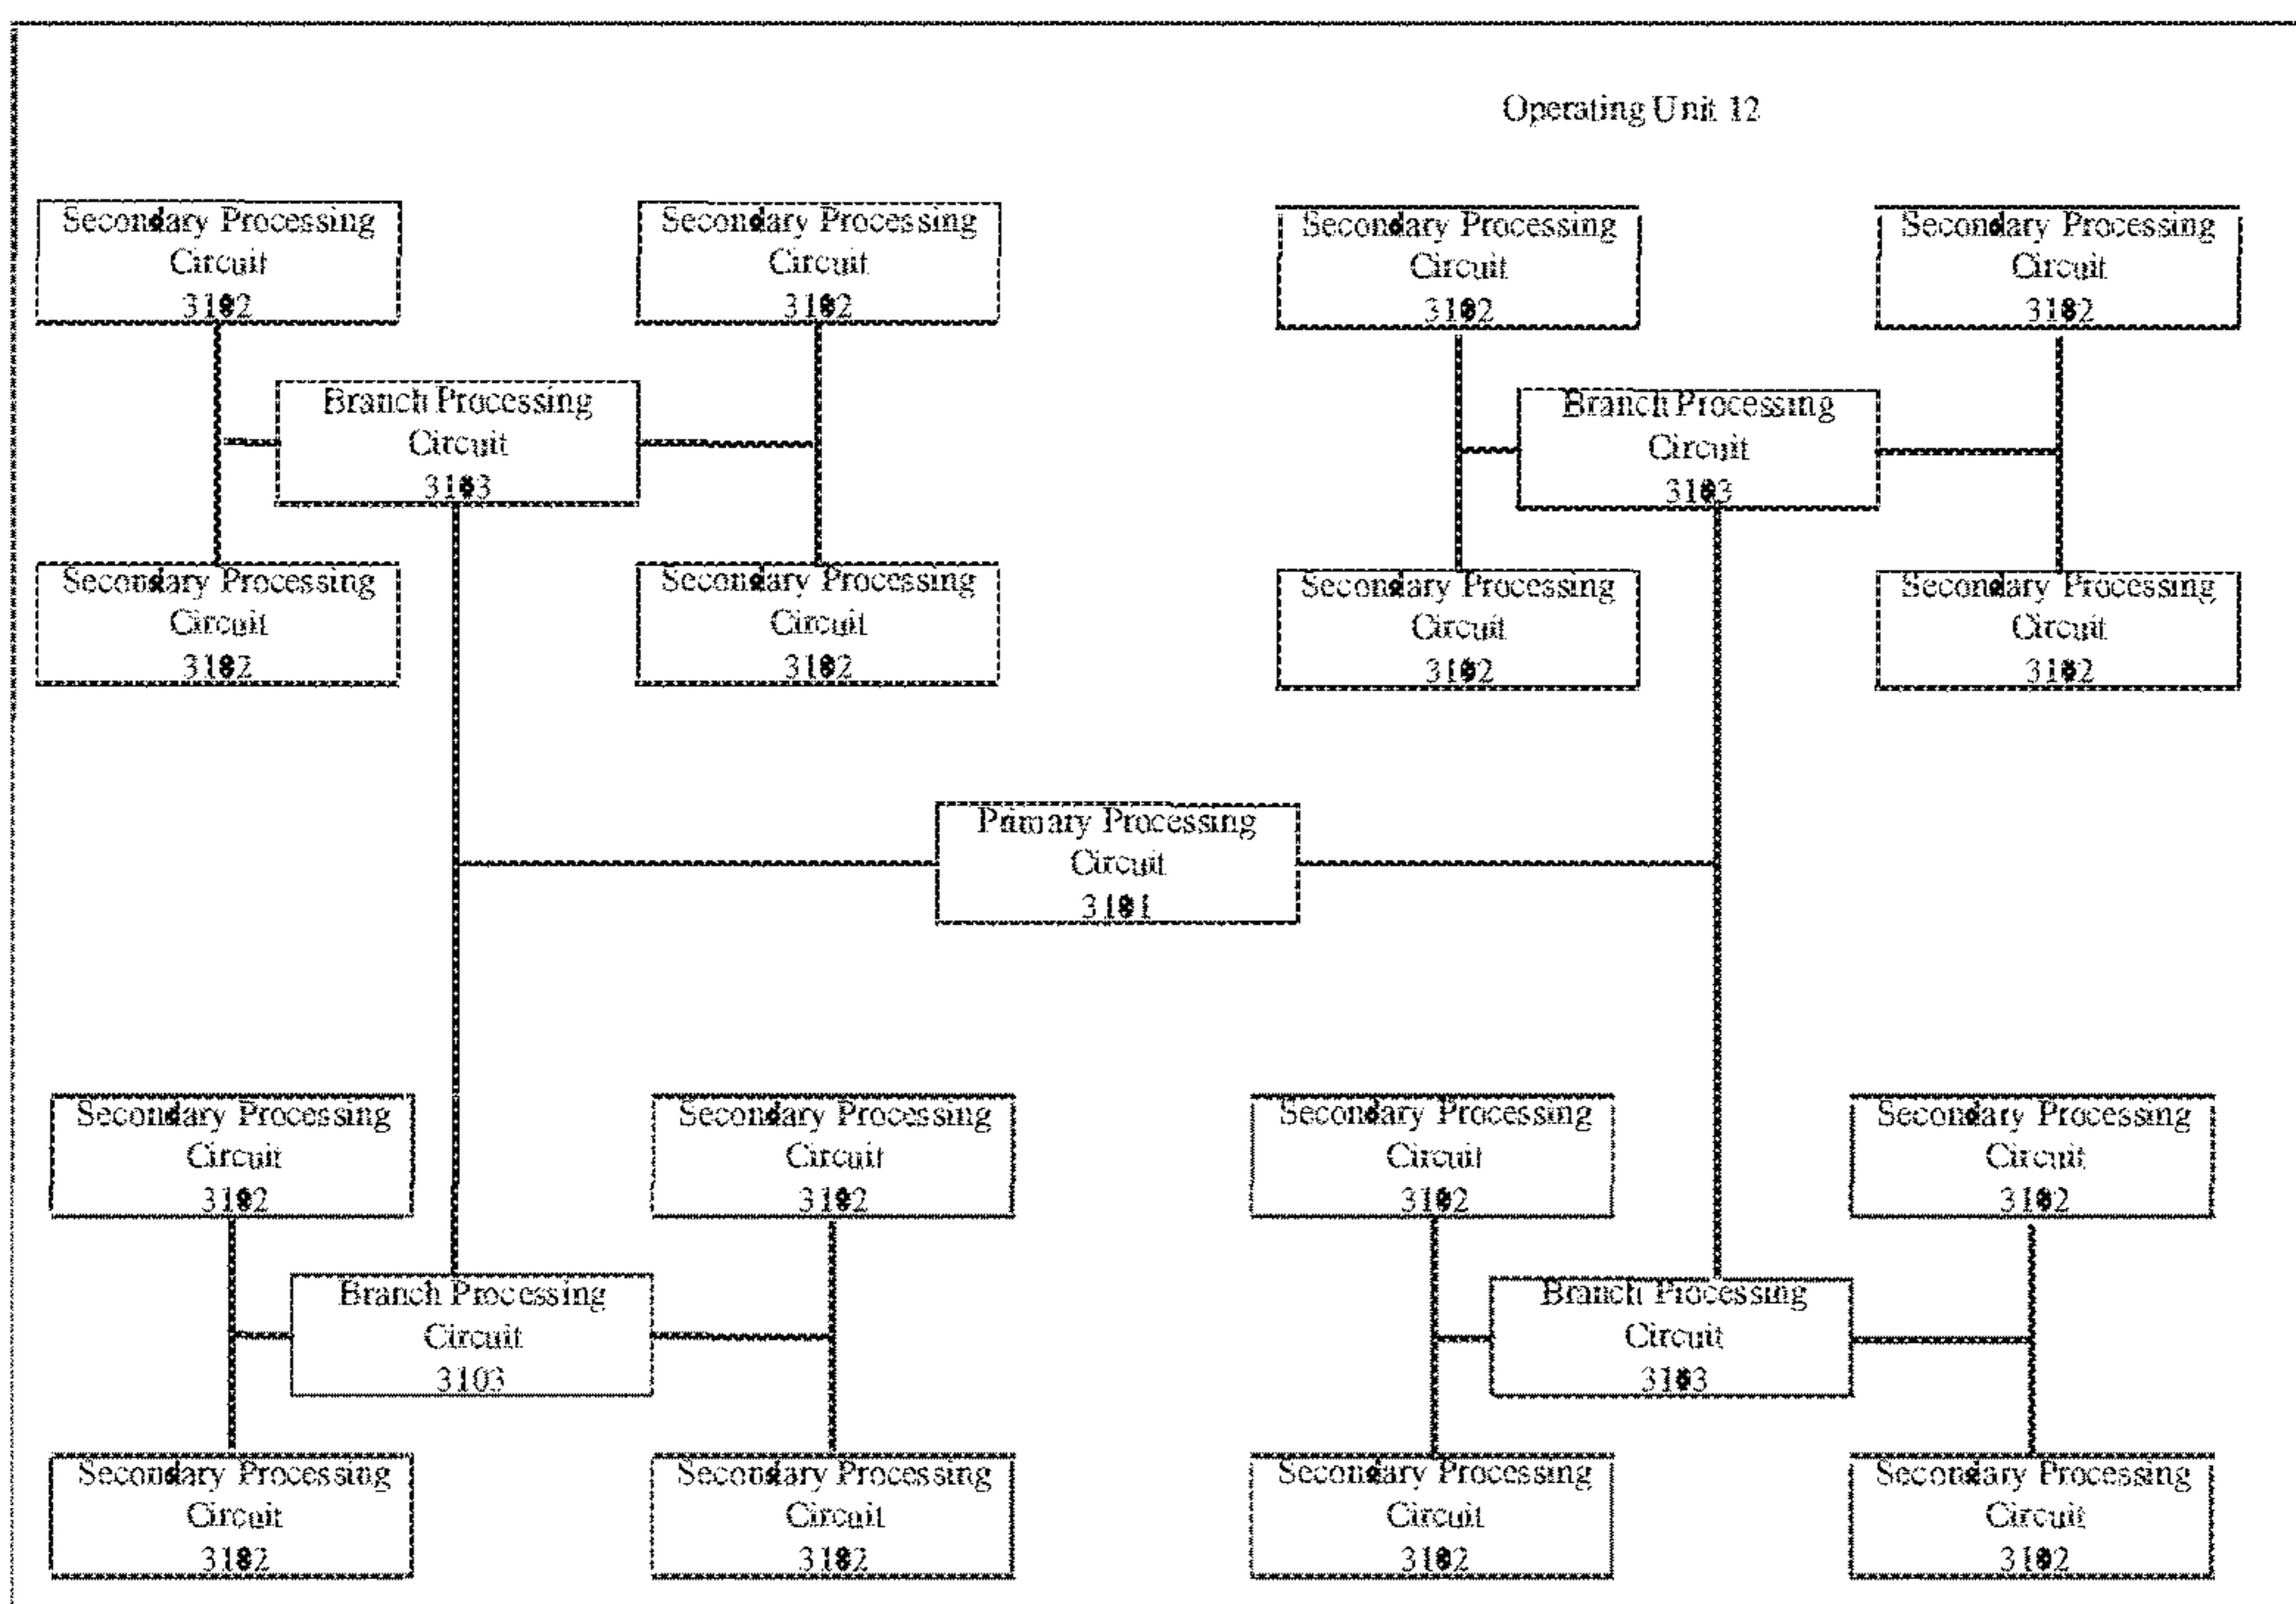 Operating Unit 12
Secondary Processing
Circuit
3102
Secondary Processing
Circuit
3102
Secondary Processing
Circuit
3102
Secondary Processing
Circuit
3102
Branch Processing
Circuit
3103
Branch Processing
Circuit
3103
Secondary Processing
Circuit
3102
Secondary Processing
Circuit
3102
Secondary Processing
Circuit
3102
Secondary Processing
Circuit
3102
Primary Processing
Circuit
3101
Secondary Processing
Circuit
3102
Secondary Processing
Circuit
3102
Secondary Processing
Circuit
3102
Secondary Processing
Circuit
3102
Branch Processing
Circuit
3103
Branch Processing
Circuit
3103
Secondary Processing
Circuit
3102
Secondary Processing
Circuit
3102
Secondary Processing
Circuit
3102
Secondary Processing
Circuit
3102